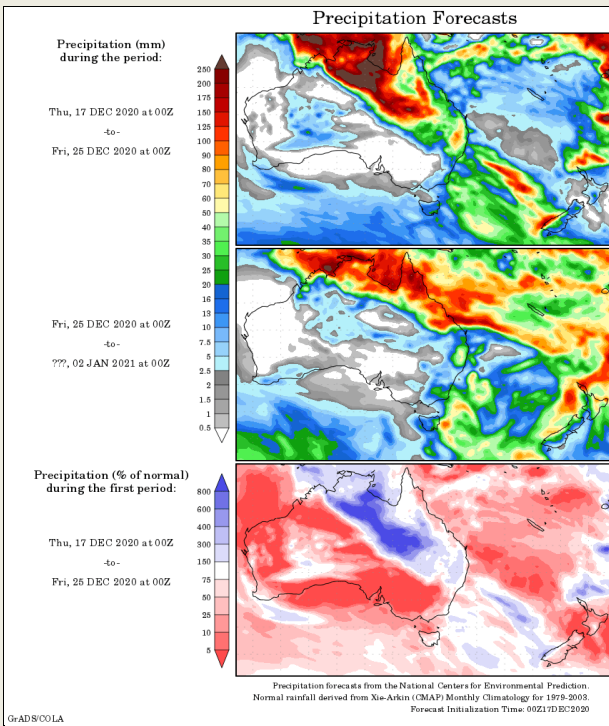 Precipitation Forecasts
Precipitation (mm)
during the period:
Thu, 17 DEC 2020 at 00Z
-to-
Fri, 25 DEC 2020 at 00Z
250
200
175
150
125
100
90
80
70
60
50
40
35
30
25
20
16
13
10
7.5
5
2.5
2
1.5
1
0.5
Fri, 25 DEC 2020 at 00Z
-to-
???, 02 JAN 2021 at 00Z
Precipitation (% of normal)
during the first period:
Thu, 17 DEC 2020 at 00Z
-to-
Fri, 25 DEC 2020 at 00Z
800
600
400
300
150
75
50
25
10
5
Precipitation forecasts from the National Centers for Environmental Prediction.
Normal rainfall derived from Xie-Arkin (CMAP) Monthly Climatology for 1979-2003.
Forecast Initialization Time: 00Z17DEC2020
GrADS/COLA